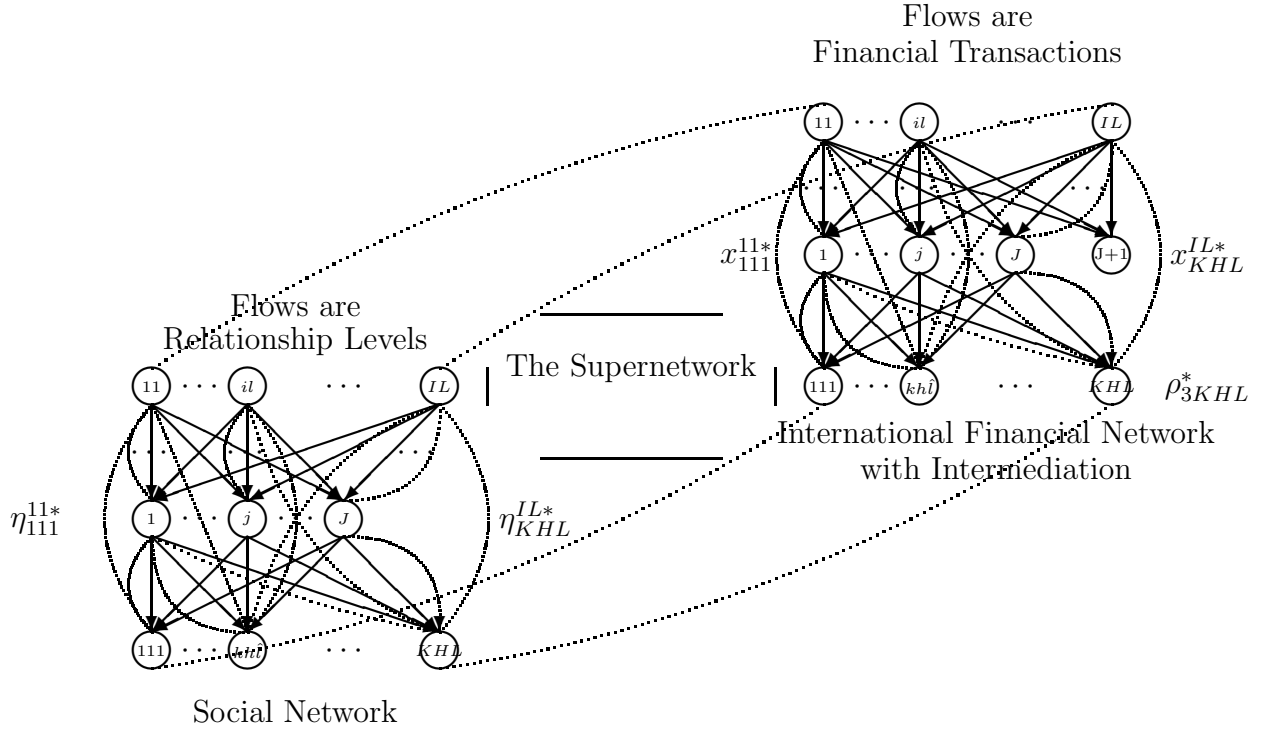 Flows are
Financial Transactions
11 · · · il · · · IL
x^{11*}_{111} 1 · · · j · · · J J+1 x^{IL*}_{KHL}
111 · · · khl̂ · · · KHL ρ^*_{3KHL}
International Financial Network
with Intermediation
The Supernetwork
Flows are
Relationship Levels
11 · · · il · · · IL
η^{11*}_{111} 1 · · · j · · · J η^{IL*}_{KHL}
111 · · · khl̂ · · · KHL
Social Network